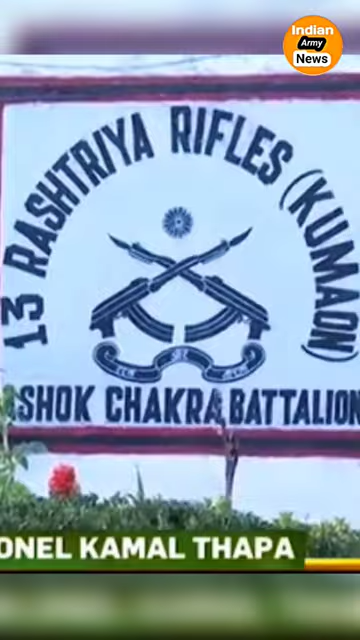 Indian
Army
News
13 RASHTRIYA RIFLES (KUMAON)
ASHOK CHAKRA BATTALION
ONEL KAMAL THAPA